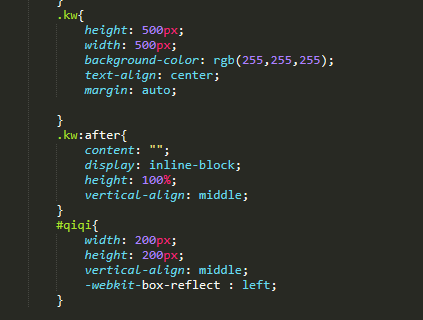 }
.kw{
height: 500px;
width: 500px;
background-color: rgb(255,255,255);
text-align: center;
margin: auto;
}
.kw:after{
content: "";
display: inline-block;
height: 100%;
vertical-align: middle;
}
#qiqi{
width: 200px;
height: 200px;
vertical-align: middle;
-webkit-box-reflect : left;
}